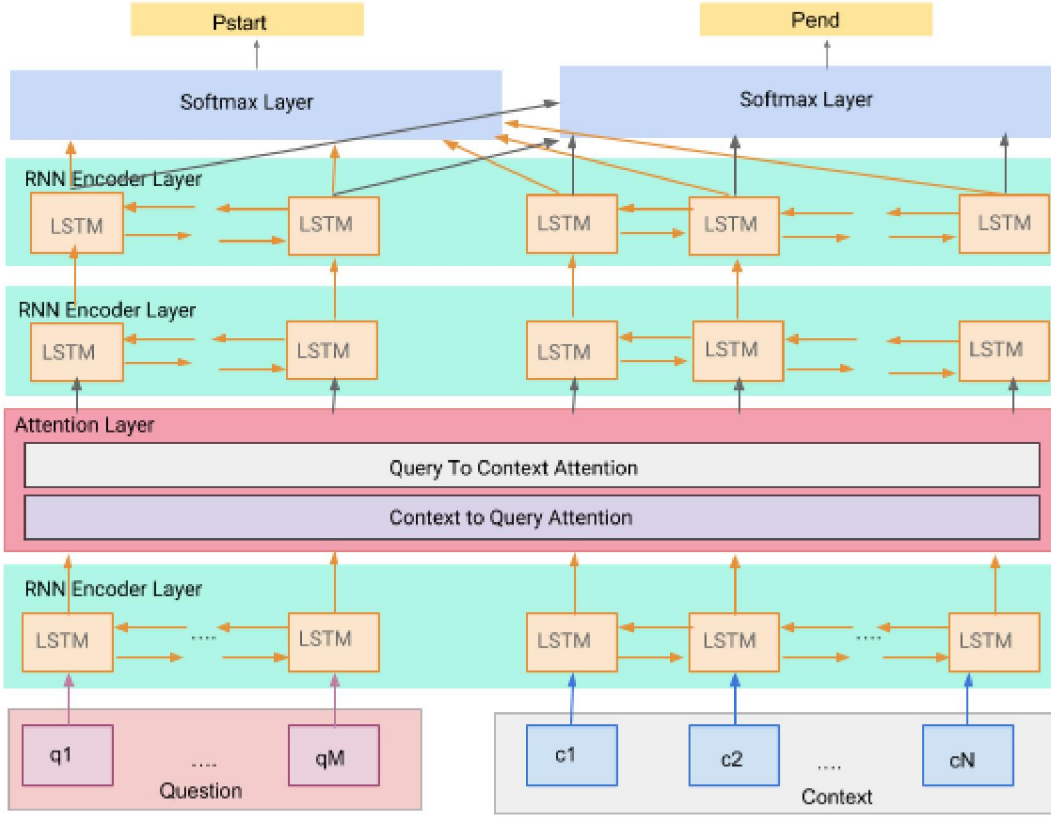 Pstart
Pend
Softmax Layer
Softmax Layer
RNN Encoder Layer
LSTM
LSTM
LSTM
LSTM
LSTM
RNN Encoder Layer
LSTM
LSTM
LSTM
LSTM
LSTM
Attention Layer
Query To Context Attention
Context to Query Attention
RNN Encoder Layer
LSTM
....
LSTM
LSTM
LSTM
....
LSTM
q1
....
qM
Question
c1
c2
....
cN
Context